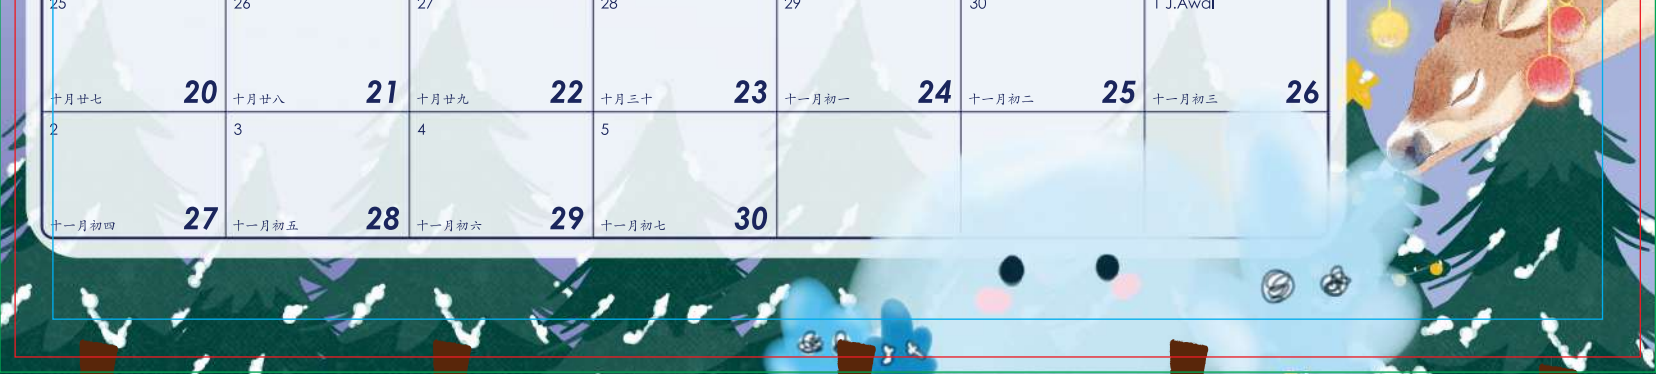 25 26 27 28 29 30 1 J.Awal
十月廿七 20 十月廿八 21 十月廿九 22 十月三十 23 十一月初一 24 十一月初二 25 十一月初三 26
2 3 4 5
十一月初四 27 十一月初五 28 十一月初六 29 十一月初七 30